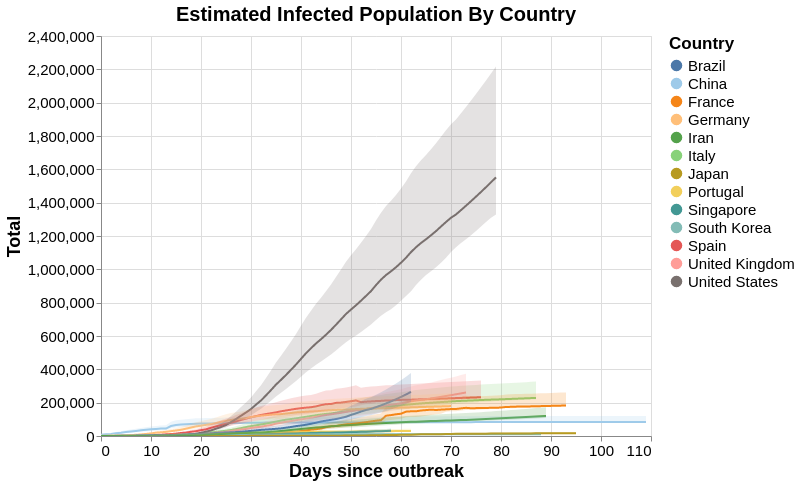 Estimated Infected Population By Country
Total
2,400,000
2,200,000
2,000,000
1,800,000
1,600,000
1,400,000
1,200,000
1,000,000
800,000
600,000
400,000
200,000
0
0 10 20 30 40 50 60 70 80 90 100 110
Days since outbreak
Country
Brazil
China
France
Germany
Iran
Italy
Japan
Portugal
Singapore
South Korea
Spain
United Kingdom
United States